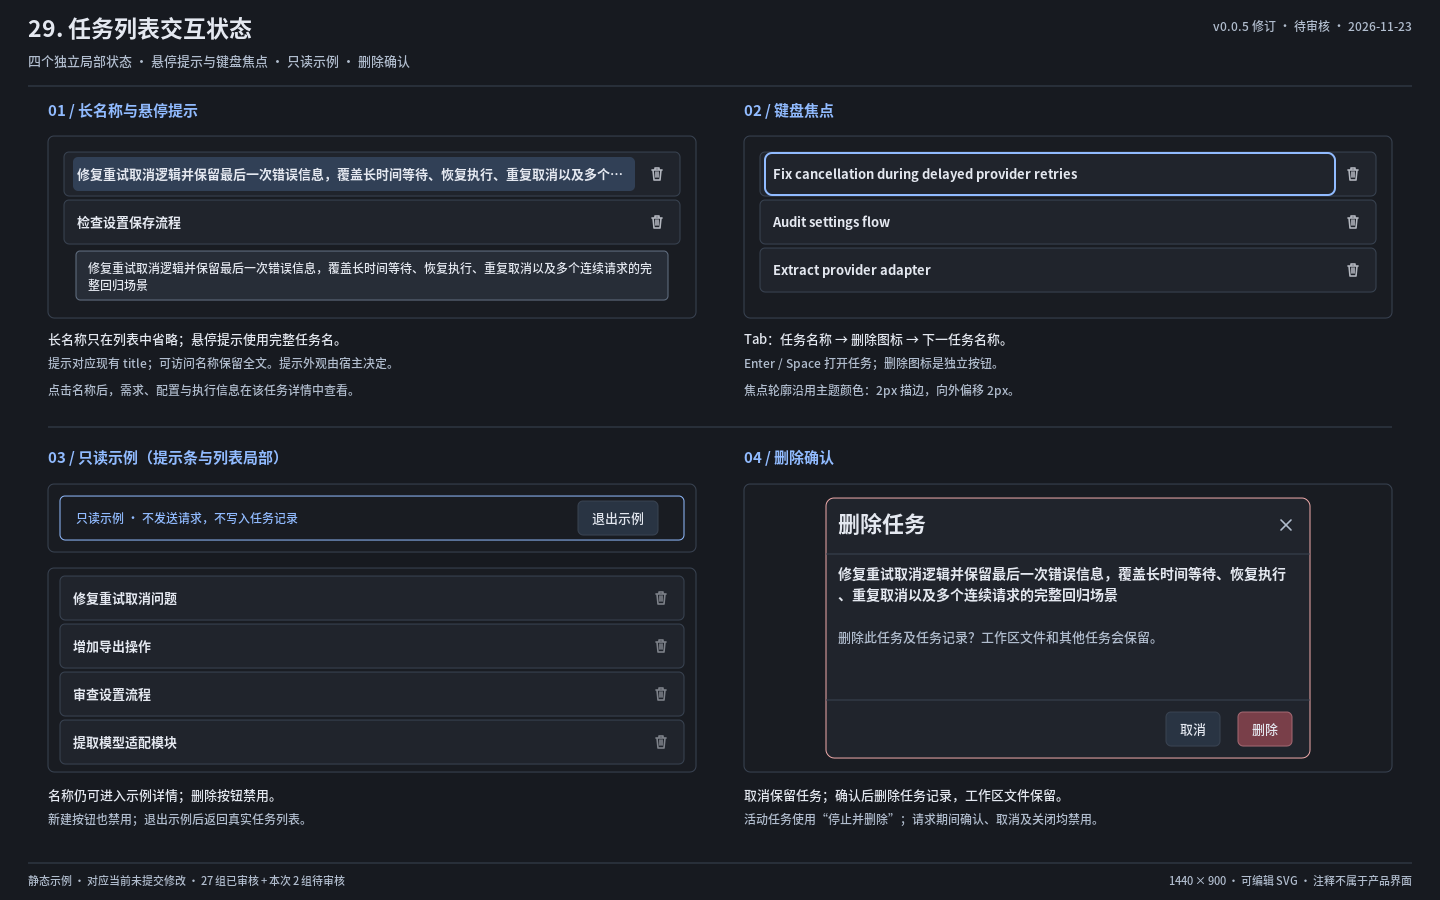 29. 任务列表交互状态
v0.0.5 修订 · 待审核 · 2026-11-23
四个独立局部状态 · 悬停提示与键盘焦点 · 只读示例 · 删除确认
01 / 长名称与悬停提示
修复重试取消逻辑并保留最后一次错误信息，覆盖长时间等待、恢复执行、重复取消以及多个…
检查设置保存流程
修复重试取消逻辑并保留最后一次错误信息，覆盖长时间等待、恢复执行、重复取消以及多个连续请求的完
整回归场景
长名称只在列表中省略；悬停提示使用完整任务名。
提示对应现有 title；可访问名称保留全文。提示外观由宿主决定。
点击名称后，需求、配置与执行信息在该任务详情中查看。
02 / 键盘焦点
Fix cancellation during delayed provider retries
Audit settings flow
Extract provider adapter
Tab：任务名称 → 删除图标 → 下一任务名称。
Enter / Space 打开任务；删除图标是独立按钮。
焦点轮廓沿用主题颜色：2px 描边，向外偏移 2px。
03 / 只读示例（提示条与列表局部）
只读示例 · 不发送请求，不写入任务记录
退出示例
修复重试取消问题
增加导出操作
审查设置流程
提取模型适配模块
名称仍可进入示例详情；删除按钮禁用。
新建按钮也禁用；退出示例后返回真实任务列表。
04 / 删除确认
删除任务
修复重试取消逻辑并保留最后一次错误信息，覆盖长时间等待、恢复执行
、重复取消以及多个连续请求的完整回归场景
删除此任务及任务记录？工作区文件和其他任务会保留。
取消
删除
取消保留任务；确认后删除任务记录，工作区文件保留。
活动任务使用“停止并删除”；请求期间确认、取消及关闭均禁用。
静态示例 · 对应当前未提交修改 · 27 组已审核 + 本次 2 组待审核
1440 × 900 · 可编辑 SVG · 注释不属于产品界面